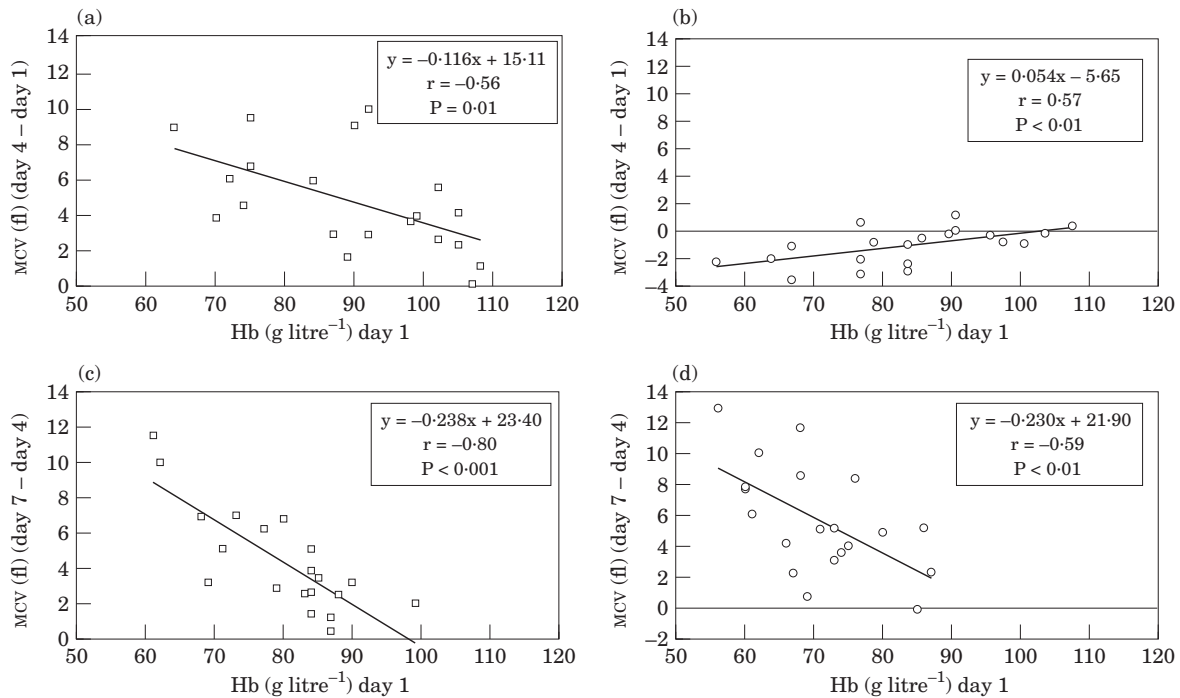 (a)
14
12
10
8
6
4
2
0
MCV (fl) (day 4 – day 1)
y = –0·116x + 15·11
r = –0·56
P = 0·01
50 60 70 80 90 100 110 120
Hb (g litre⁻¹) day 1
(b)
14
12
10
8
6
4
2
0
–2
–4
MCV (fl) (day 4 – day 1)
y = 0·054x – 5·65
r = 0·57
P < 0·01
50 60 70 80 90 100 110 120
Hb (g litre⁻¹) day 1
(c)
14
12
10
8
6
4
2
0
MCV (fl) (day 7 – day 4)
y = –0·238x + 23·40
r = –0·80
P < 0·001
50 60 70 80 90 100 110 120
Hb (g litre⁻¹) day 1
(d)
14
12
10
8
6
4
2
0
–2
MCV (fl) (day 7 – day 4)
y = –0·230x + 21·90
r = –0·59
P < 0·01
50 60 70 80 90 100 110 120
Hb (g litre⁻¹) day 1